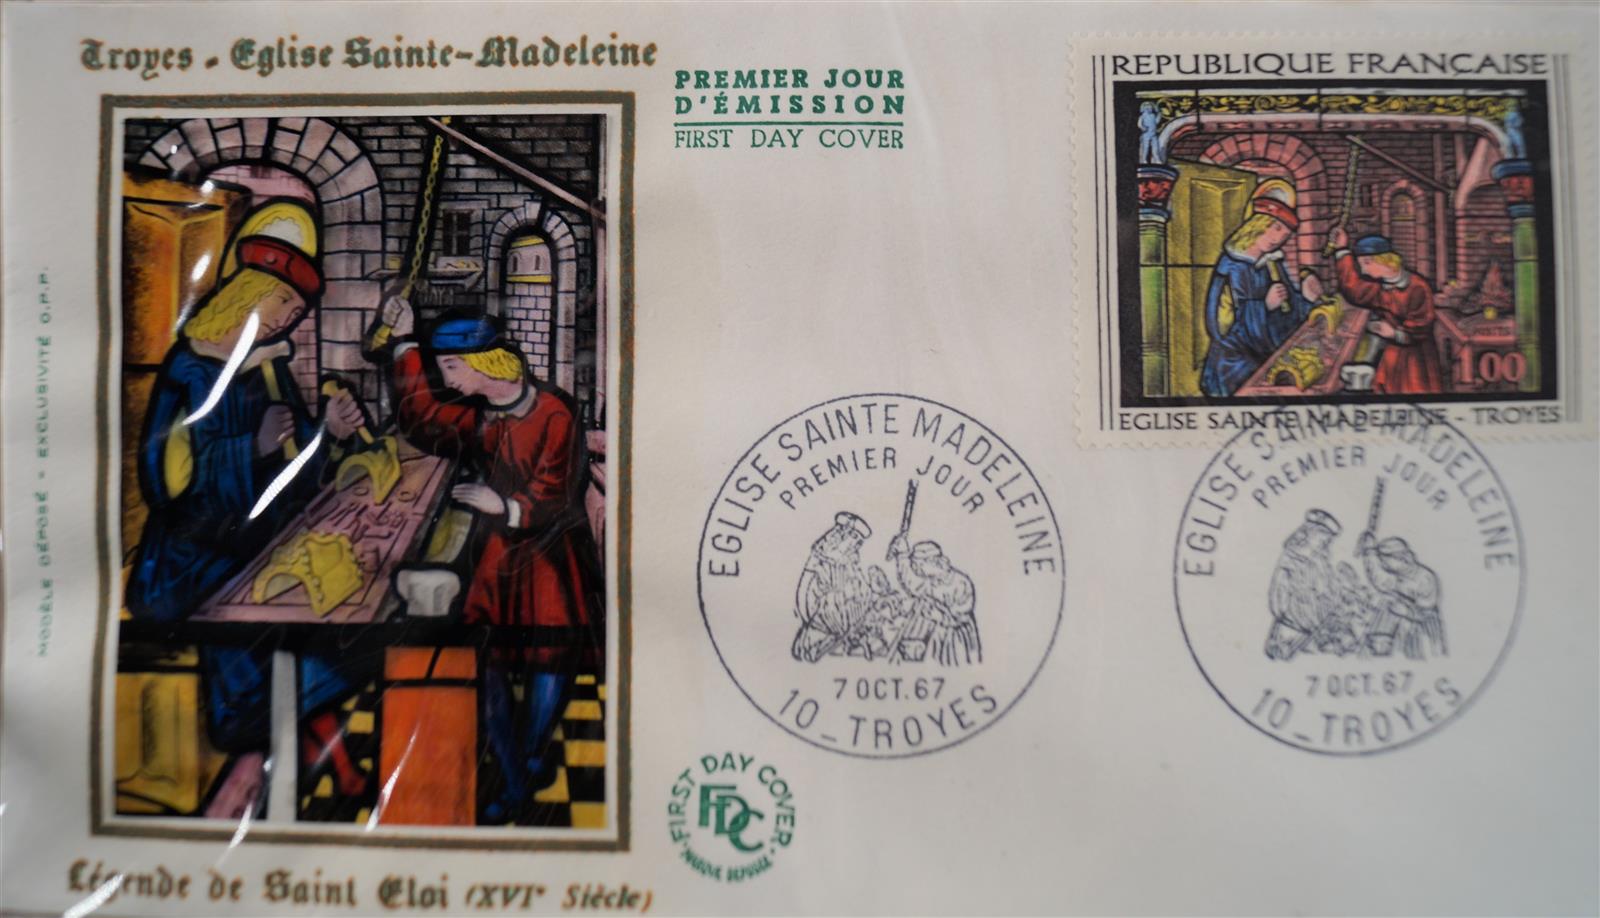 Troyes - Eglise Sainte-Madeleine
PREMIER JOUR
D'ÉMISSION
FIRST DAY COVER
REPUBLIQUE FRANÇAISE
1,00
EGLISE SAINTE MADELEINE - TROYES
MODÈLE DÉPOSÉ - EXCLUSIVITÉ O.P.P.
EGLISE SAINTE MADELEINE
PREMIER JOUR
7 OCT. 67
10 _ TROYES
EGLISE SAINTE MADELEINE
PREMIER JOUR
7 OCT. 67
10 _ TROYES
FIRST DAY COVER
FDC
MARQUE DÉPOSÉE
Légende de Saint Eloi (XVIe Siècle)